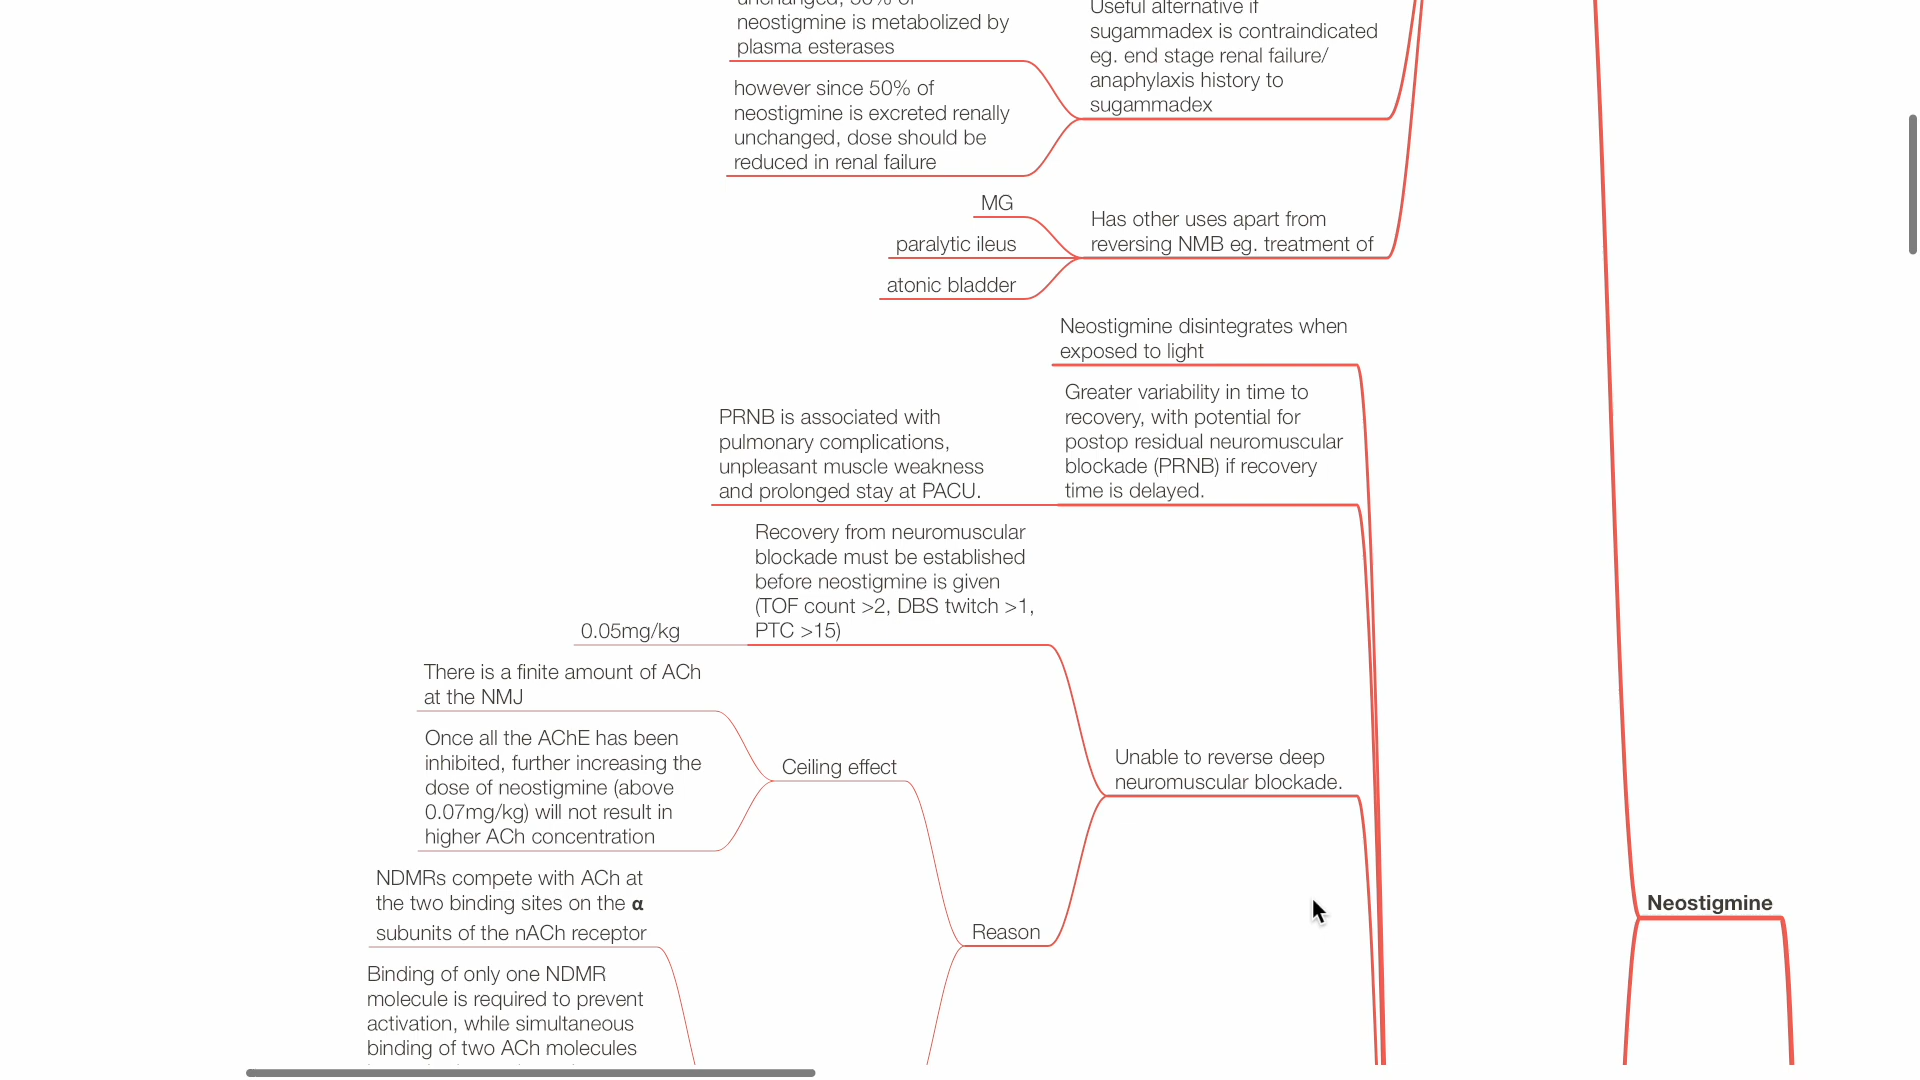 neostigmine is metabolized by
plasma esterases
however since 50% of
neostigmine is excreted renally
unchanged, dose should be
reduced in renal failure
Useful alternative if
sugammadex is contraindicated
eg. end stage renal failure/
anaphylaxis history to
sugammadex
MG
paralytic ileus
atonic bladder
Has other uses apart from
reversing NMB eg. treatment of
Neostigmine disintegrates when
exposed to light
PRNB is associated with
pulmonary complications,
unpleasant muscle weakness
and prolonged stay at PACU.
Greater variability in time to
recovery, with potential for
postop residual neuromuscular
blockade (PRNB) if recovery
time is delayed.
Recovery from neuromuscular
blockade must be established
before neostigmine is given
(TOF count >2, DBS twitch >1,
PTC >15)
0.05mg/kg
There is a finite amount of ACh
at the NMJ
Once all the AChE has been
inhibited, further increasing the
dose of neostigmine (above
0.07mg/kg) will not result in
higher ACh concentration
Ceiling effect
Unable to reverse deep
neuromuscular blockade.
NDMRs compete with ACh at
the two binding sites on the α
subunits of the nACh receptor
Reason
Neostigmine
Binding of only one NDMR
molecule is required to prevent
activation, while simultaneous
binding of two ACh molecules